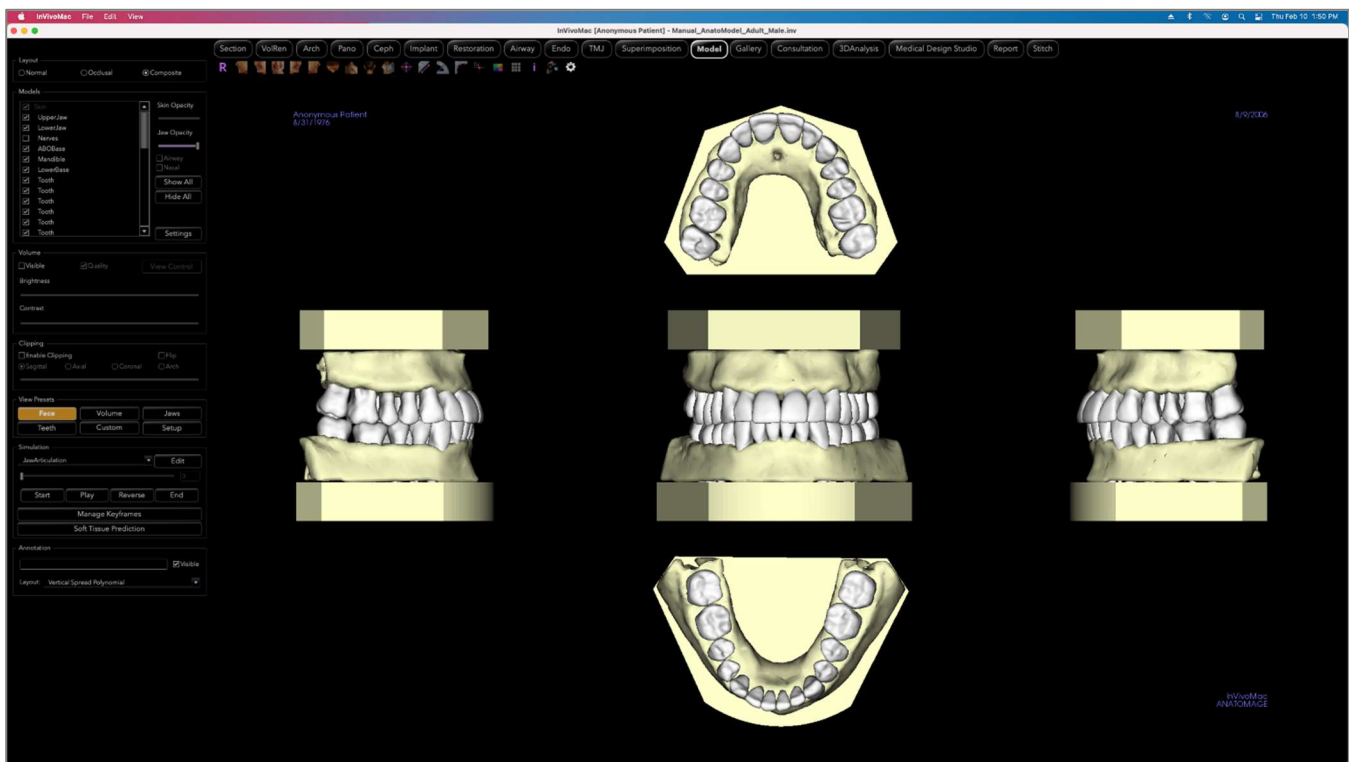 InVivoMac File Edit View
Thu Feb 10 1:50 PM
InVivoMac [Anonymous Patient] - Manual_AnatoModel_Adult_Male.inv
Section VolRen Arch Pano Ceph Implant Restoration Airway Endo TMJ Superimposition Model Gallery Consultation 3DAnalysis Medical Design Studio Report Stitch
R
i
Layout
Normal Occlusal Composite
Models
Skin
UpperJaw
LowerJaw
Nerves
ABOBase
Mandible
LowerBase
Tooth
Tooth
Tooth
Tooth
Tooth
Tooth
Skin Opacity
Jaw Opacity
Airway
Nasal
Show All
Hide All
Settings
Volume
Visible Quality View Control
Brightness
Contrast
Clipping
Enable Clipping Flip
Sagittal Axial Coronal Arch
View Presets
Face Volume Jaws
Teeth Custom Setup
Simulation
JawArticulation Edit
Start Play Reverse End
Manage Keyframes
Soft Tissue Prediction
Annotation
Visible
Layout: Vertical Spread Polynomial
Anonymous Patient
8/31/1976
8/9/2006
InVivoMac
ANATOMAGE